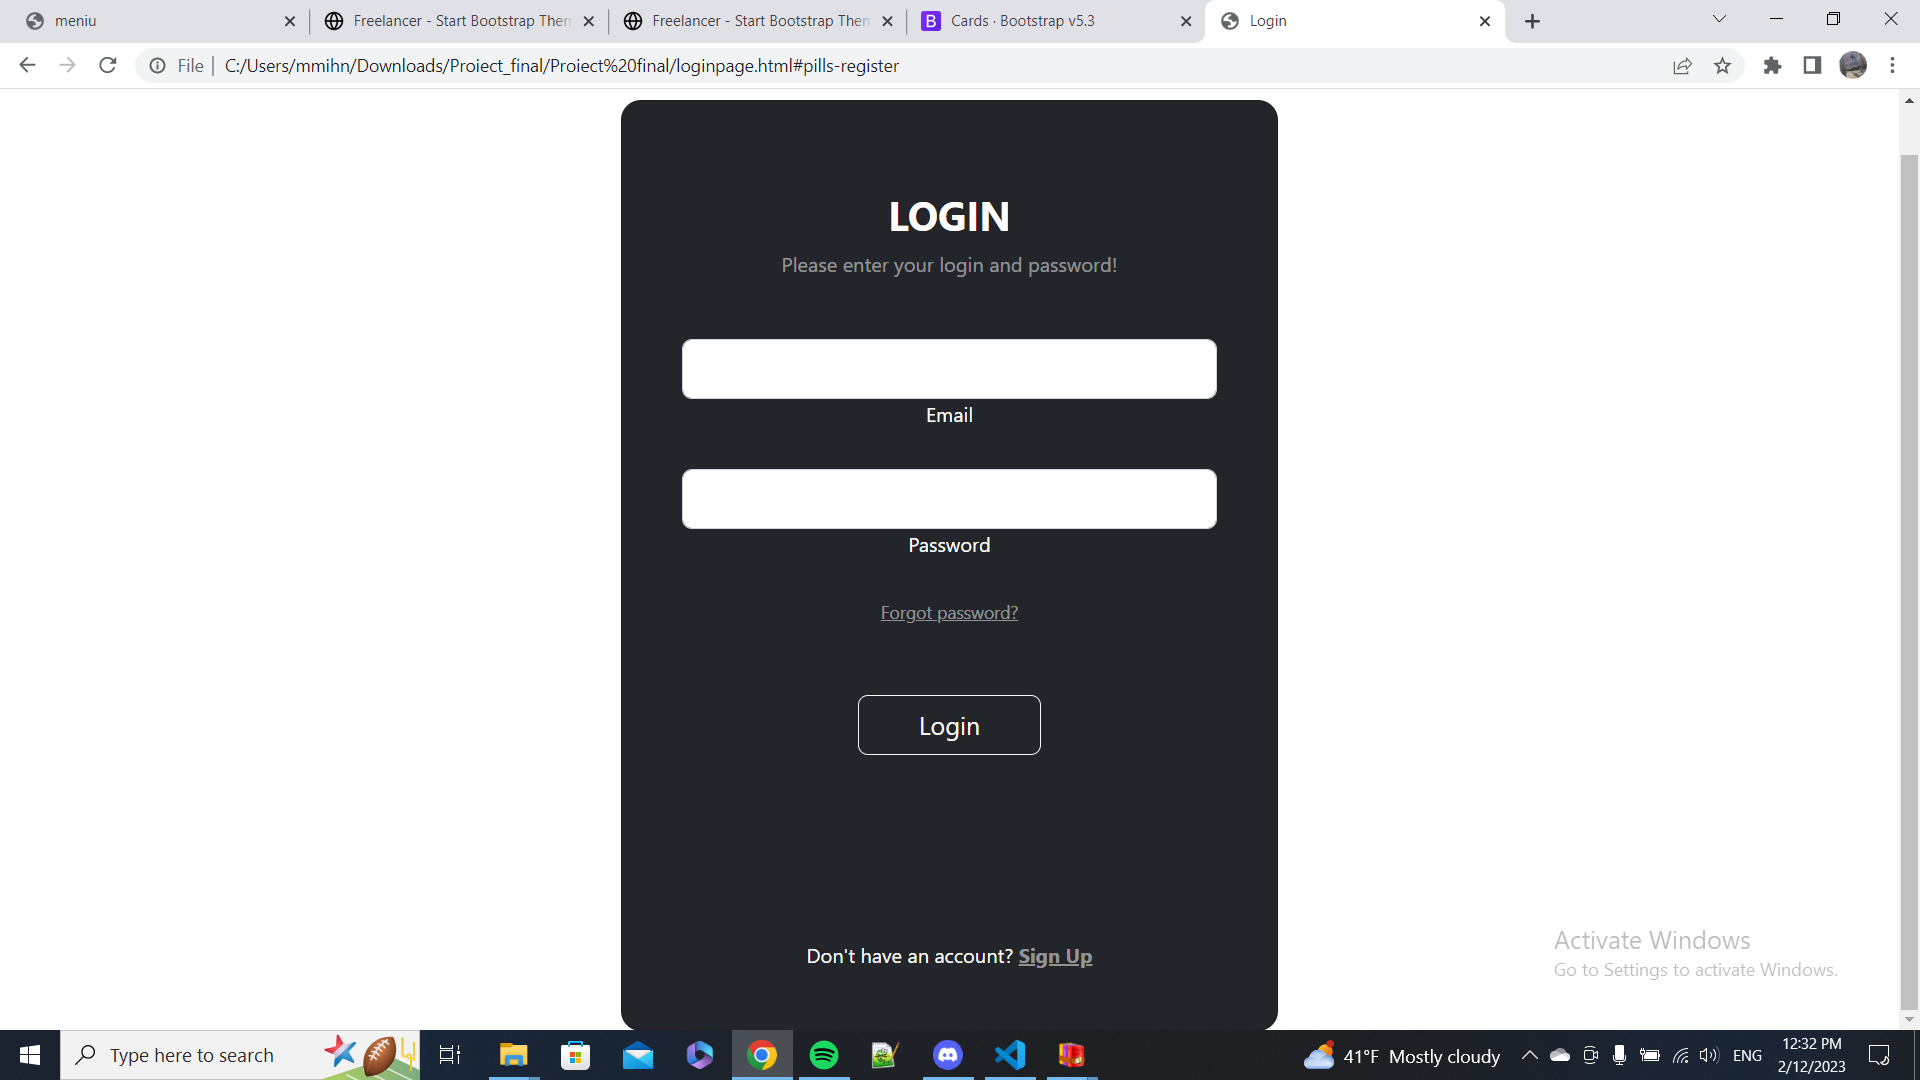 meniu
Freelancer - Start Bootstrap Them
Freelancer - Start Bootstrap Them
B Cards · Bootstrap v5.3
Login
File | C:/Users/mmihn/Downloads/Proiect_final/Proiect%20final/loginpage.html#pills-register
LOGIN
Please enter your login and password!
Email
Password
Forgot password?
Login
Don't have an account? Sign Up
Activate Windows
Go to Settings to activate Windows.
Type here to search
41°F Mostly cloudy
ENG
12:32 PM
2/12/2023